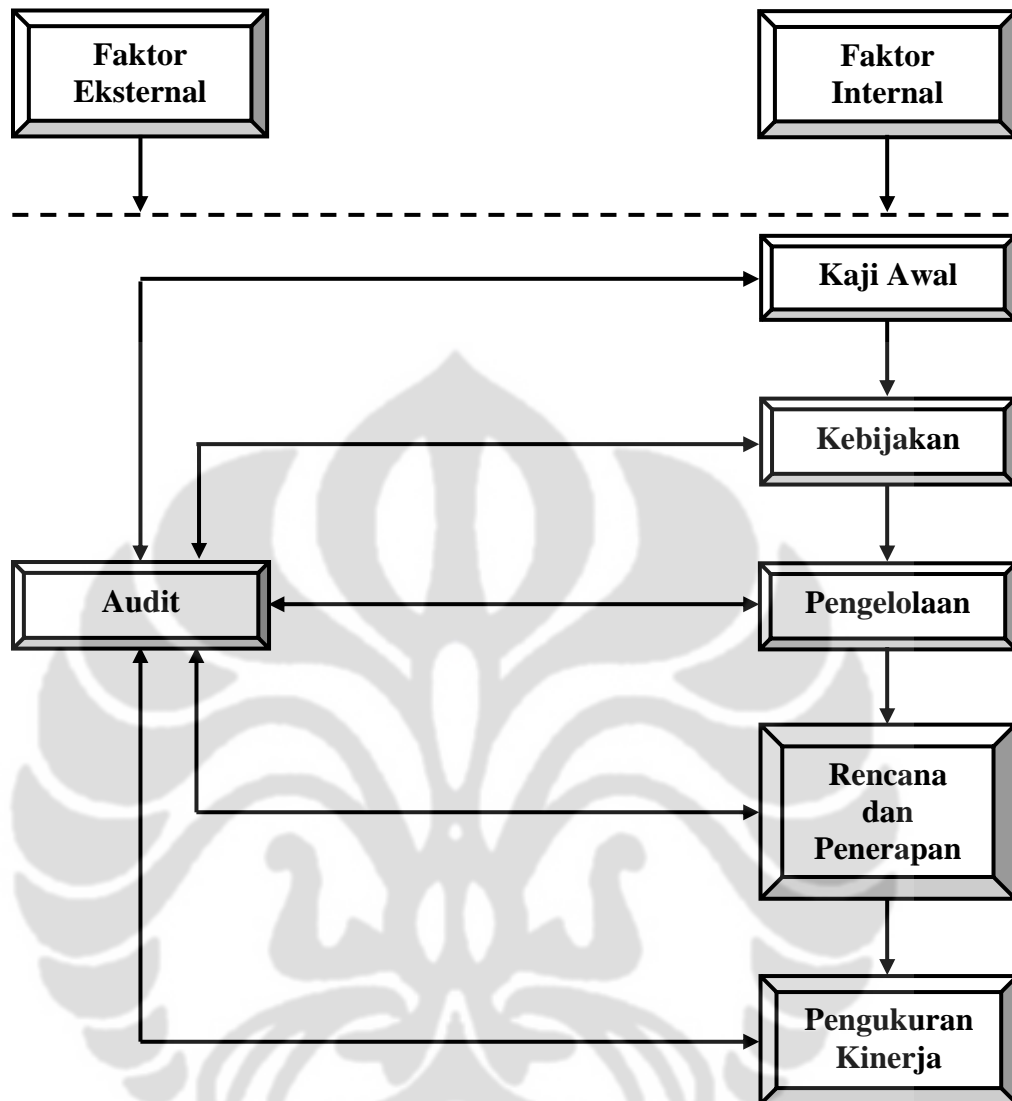 Faktor
Eksternal
Faktor
Internal
Kaji Awal
Kebijakan
Audit
Pengelolaan
Rencana
dan
Penerapan
Pengukuran
Kinerja